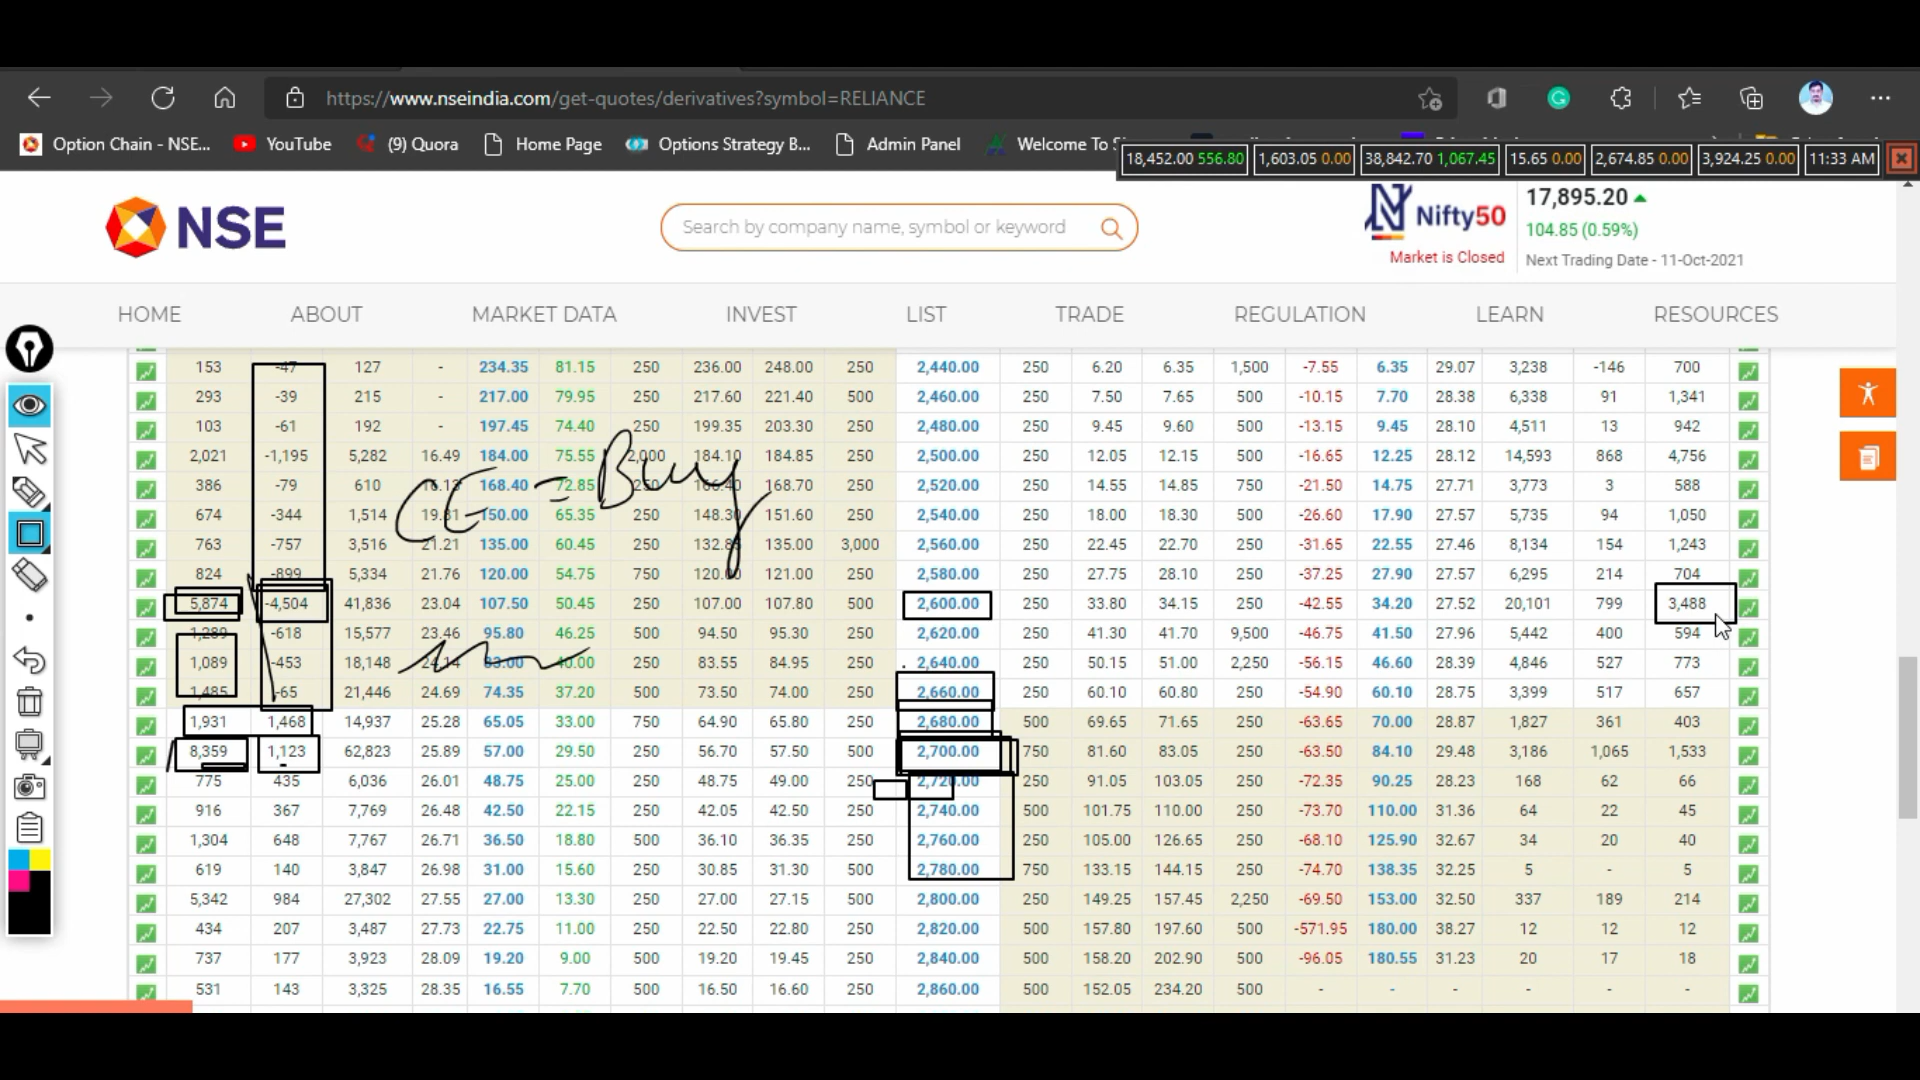 https://www.nseindia.com/get-quotes/derivatives?symbol=RELIANCE
Option Chain - NSE... YouTube (9) Quora Home Page Options Strategy B... Admin Panel Welcome To
18,452.00 556.80 1,603.05 0.00 38,842.70 1,067.45 15.65 0.00 2,674.85 0.00 3,924.25 0.00 11:33 AM
NSE
Search by company name, symbol or keyword
Nifty50
Market is Closed
17,895.20
104.85 (0.59%)
Next Trading Date - 11-Oct-2021
HOME ABOUT MARKET DATA INVEST LIST TRADE REGULATION LEARN RESOURCES
153 -47 127 - 234.35 81.15 250 236.00 248.00 250 2,440.00 250 6.20 6.35 1,500 -7.55 6.35 29.07 3,238 -146 700
293 -39 215 - 217.00 79.95 250 217.60 221.40 500 2,460.00 250 7.50 7.65 500 -10.15 7.70 28.38 6,338 91 1,341
103 -61 192 - 197.45 74.40 250 199.35 203.30 250 2,480.00 250 9.45 9.60 500 -13.15 9.45 28.10 4,511 13 942
2,021 -1,195 5,282 16.49 184.00 75.55 2,000 184.10 184.85 250 2,500.00 250 12.05 12.15 500 -16.65 12.25 28.12 14,593 868 4,756
386 -79 610 168.40 72.85 250 168.70 250 2,520.00 250 14.55 14.85 750 -21.50 14.75 27.71 3,773 3 588
CE = Buy
674 -344 1,514 150.00 65.35 250 148.30 151.60 250 2,540.00 250 18.00 18.30 500 -26.60 17.90 27.57 5,735 94 1,050
763 -757 3,516 21.21 135.00 60.45 250 132.85 135.00 3,000 2,560.00 250 22.45 22.70 250 -31.65 22.55 27.46 8,134 154 1,243
824 -899 5,334 21.76 120.00 54.75 750 121.00 250 2,580.00 250 27.75 28.10 250 -37.25 27.90 27.57 6,295 214 704
5,874 -4,504 41,836 23.04 107.50 50.45 250 107.00 107.80 500 2,600.00 250 33.80 34.15 250 -42.55 34.20 27.52 20,101 799 3,488
1,289 -618 15,577 23.46 95.80 46.25 500 94.50 95.30 250 2,620.00 250 41.30 41.70 9,500 -46.75 41.50 27.96 5,442 400 594
1,089 -453 18,148 24.14 83.00 40.00 250 83.55 84.95 250 2,640.00 250 50.15 51.00 2,250 -56.15 46.60 28.39 4,846 527 773
1,485 -65 21,446 24.69 74.35 37.20 500 73.50 74.00 250 2,660.00 250 60.10 60.80 250 -54.90 60.10 28.75 3,399 517 657
1,931 1,468 14,937 25.28 65.05 33.00 750 64.90 65.80 250 2,680.00 500 69.65 71.65 250 -63.65 70.00 28.87 1,827 361 403
8,359 1,123 62,823 25.89 57.00 29.50 250 56.70 57.50 500 2,700.00 750 81.60 83.05 250 -63.50 84.10 29.48 3,186 1,065 1,533
775 435 6,036 26.01 48.75 25.00 250 48.75 49.00 250 2,720.00 250 91.05 103.05 250 -72.35 90.25 28.23 168 62 66
916 367 7,769 26.48 42.50 22.15 250 42.05 42.50 250 2,740.00 500 101.75 110.00 250 -73.70 110.00 31.36 64 22 45
1,304 648 7,767 26.71 36.50 18.80 500 36.10 36.35 250 2,760.00 250 105.00 126.65 250 -68.10 125.90 32.67 34 20 40
619 140 3,847 26.98 31.00 15.60 250 30.85 31.30 500 2,780.00 750 133.15 144.15 250 -74.70 138.35 32.25 5 - 5
5,342 984 27,302 27.55 27.00 13.30 250 27.00 27.15 500 2,800.00 250 149.25 157.45 2,250 -69.50 153.00 32.50 337 189 214
434 207 3,487 27.73 22.75 11.00 250 22.50 22.80 250 2,820.00 500 157.80 197.60 500 -571.95 180.00 38.27 12 12 12
737 177 3,923 28.09 19.20 9.00 500 19.20 19.45 250 2,840.00 500 158.20 202.90 500 -96.05 180.55 31.23 20 17 18
531 143 3,325 28.35 16.55 7.70 500 16.50 16.60 250 2,860.00 500 152.05 234.20 500 - - - - - -